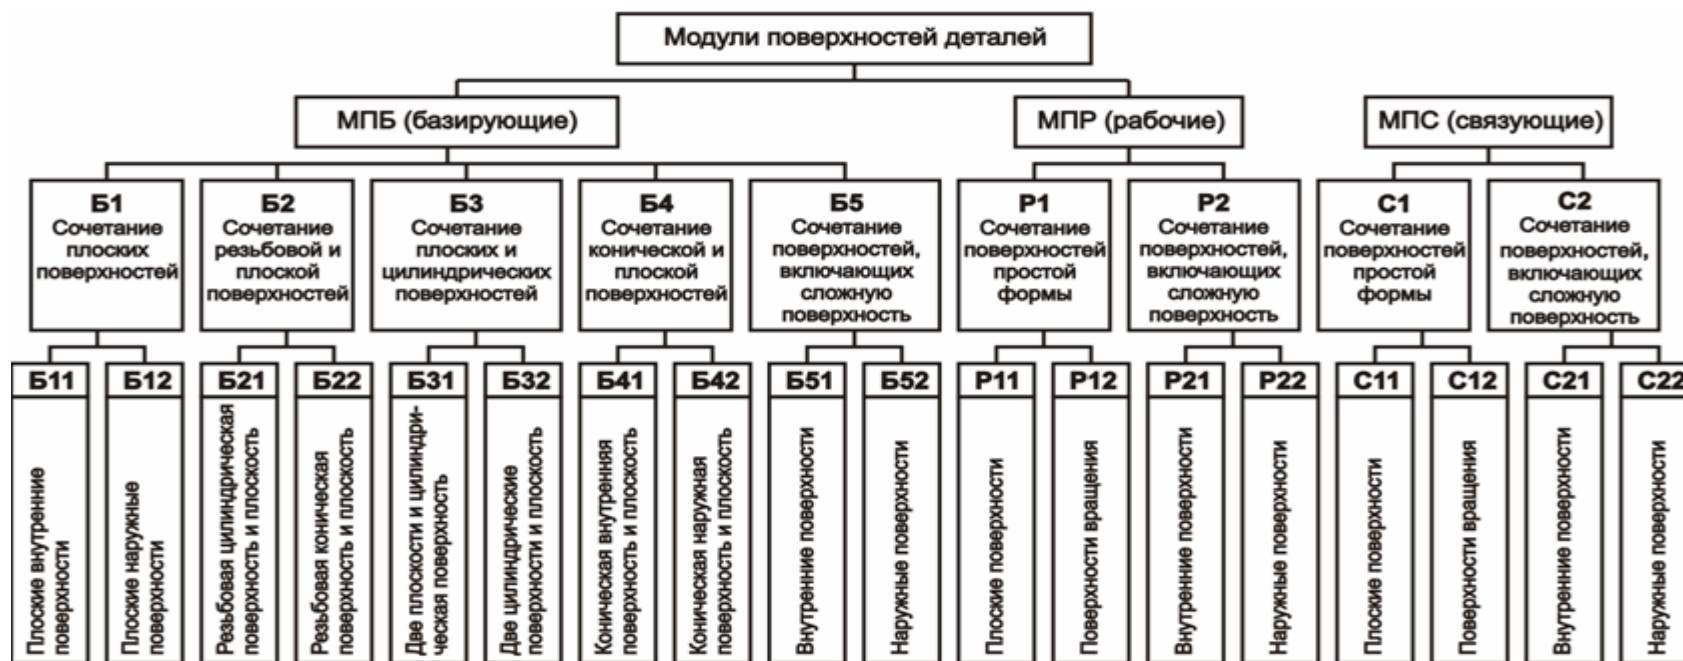 Модули поверхностей деталей
МПБ (базирующие)
МПР (рабочие)
МПС (связующие)
Б1
Сочетание
плоских
поверхностей
Б2
Сочетание
резьбовой и
плоской
поверхностей
Б3
Сочетание
плоских и
цилиндрических
поверхностей
Б4
Сочетание
конической и
плоской
поверхностей
Б5
Сочетание
поверхностей,
включающих
сложную
поверхность
Р1
Сочетание
поверхностей
простой
формы
Р2
Сочетание
поверхностей,
включающих
сложную
поверхность
С1
Сочетание
поверхностей
простой
формы
С2
Сочетание
поверхностей,
включающих
сложную
поверхность
Б11
Плоские внутренние
поверхности
Б12
Плоские наружные
поверхности
Б21
Резьбовая цилиндрическая
поверхность и плоскость
Б22
Резьбовая коническая
поверхность и плоскость
Б31
Две плоскости и цилиндри-
ческая поверхность
Б32
Две цилиндрические
поверхности и плоскость
Б41
Коническая внутренняя
поверхность и плоскость
Б42
Коническая наружная
поверхность и плоскость
Б51
Внутренние поверхности
Б52
Наружные поверхности
Р11
Плоские поверхности
Р12
Поверхности вращения
Р21
Внутренние поверхности
Р22
Наружные поверхности
С11
Плоские поверхности
С12
Поверхности вращения
С21
Внутренние поверхности
С22
Наружные поверхности